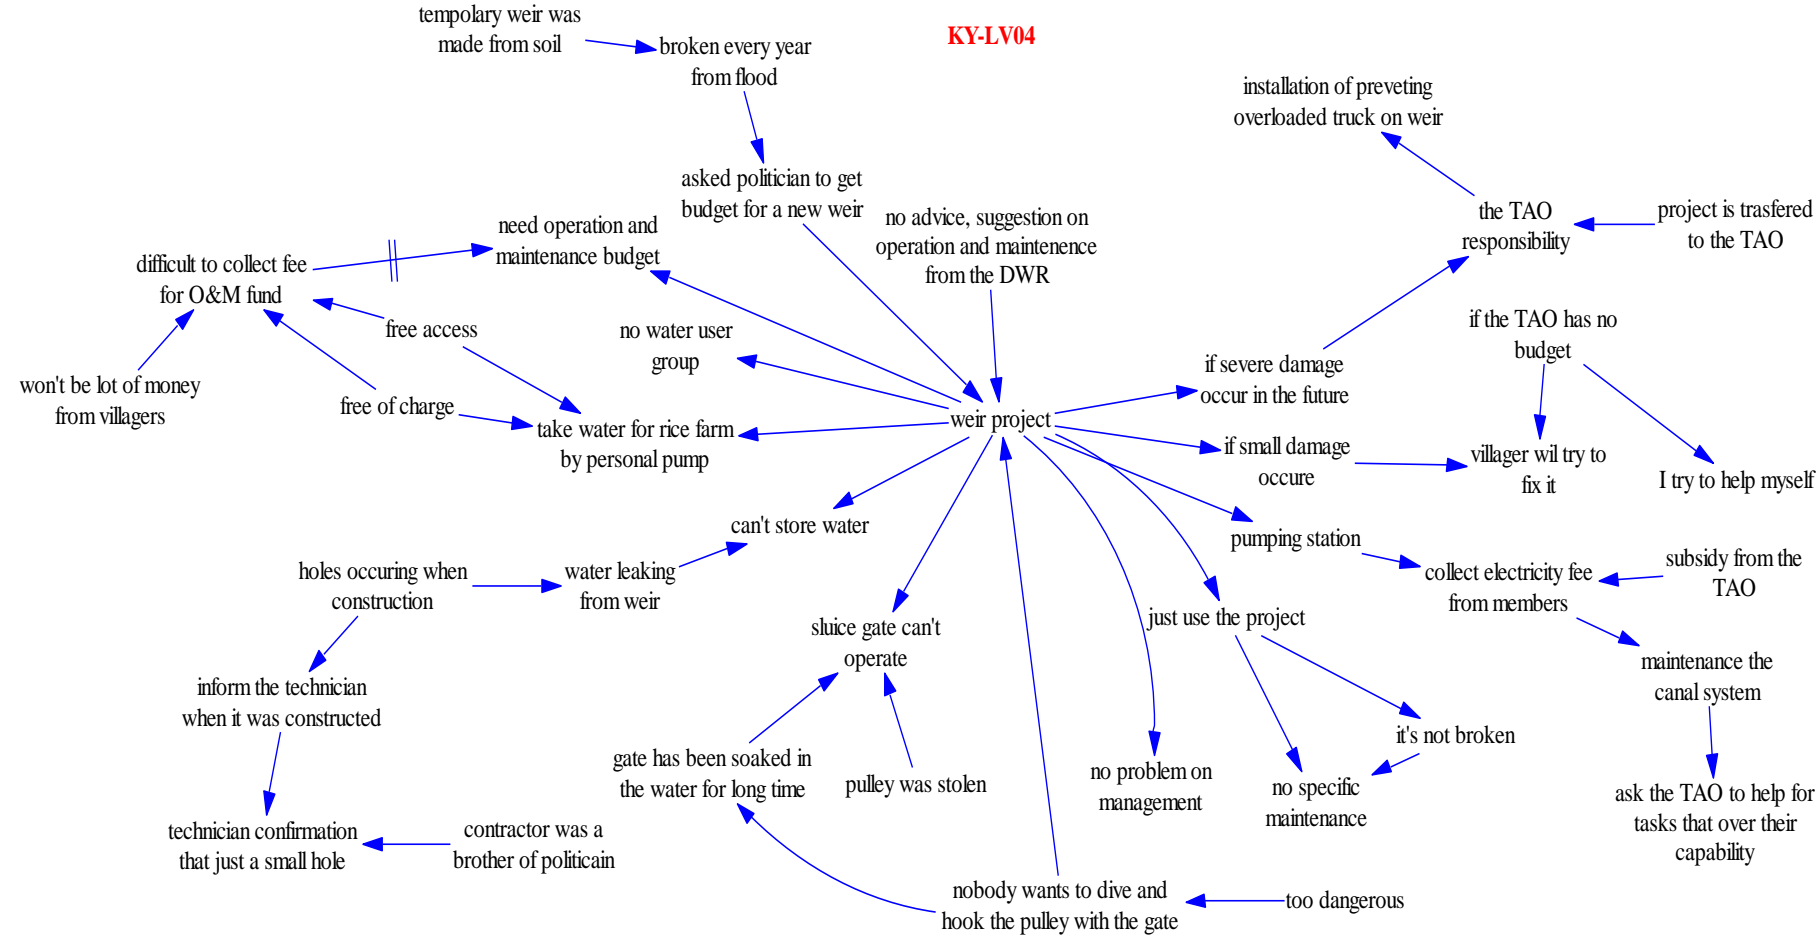 tempolary weir was
made from soil
KY-LV04
broken every year
from flood
installation of preveting
overloaded truck on weir
asked politician to get
budget for a new weir
no advice, suggestion on
operation and maintenence
from the DWR
need operation and
maintenance budget
the TAO
responsibility
project is trasfered
to the TAO
difficult to collect fee
for O&M fund
free access
no water user
group
if the TAO has no
budget
if severe damage
occur in the future
won't be lot of money
from villagers
free of charge
take water for rice farm
by personal pump
weir project
if small damage
occure
villager wil try to
fix it
I try to help myself
can't store water
pumping station
holes occuring when
construction
water leaking
from weir
collect electricity fee
from members
subsidy from the
TAO
sluice gate can't
operate
just use the project
maintenance the
canal system
inform the technician
when it was constructed
gate has been soaked in
the water for long time
pulley was stolen
no problem on
management
no specific
maintenance
it's not broken
ask the TAO to help for
tasks that over their
capability
technician confirmation
that just a small hole
contractor was a
brother of politicain
nobody wants to dive and
hook the pulley with the gate
too dangerous